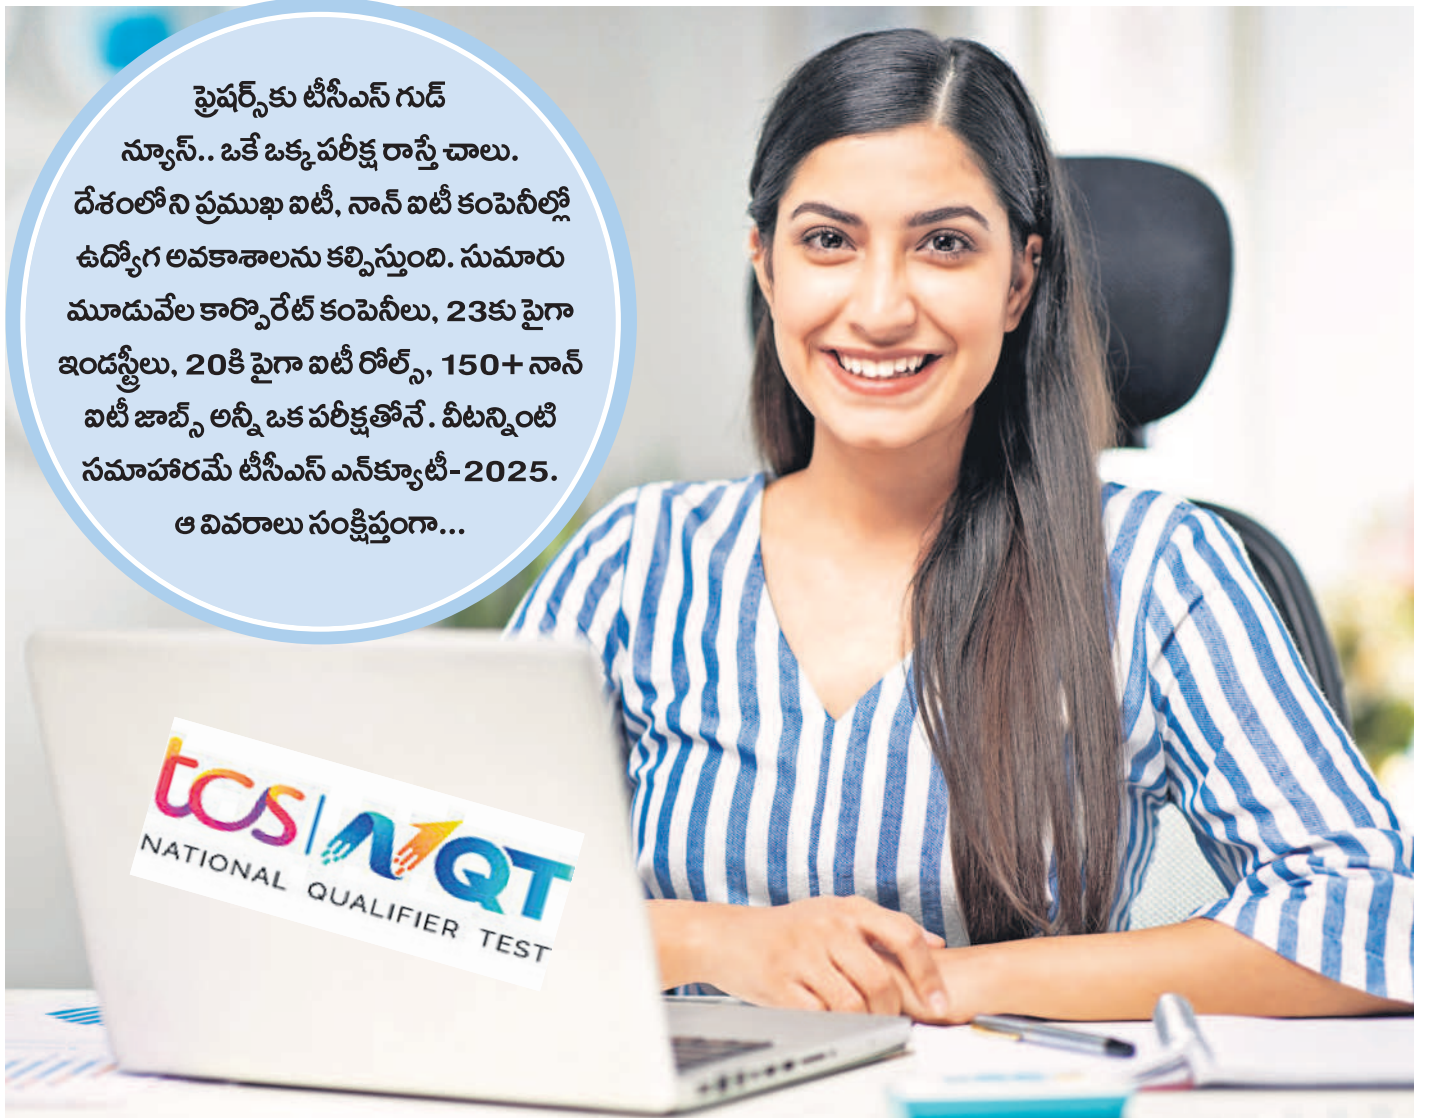 ఫ్రెషర్స్‌కు టీసీఎస్ గుడ్
న్యూస్.. ఒకే ఒక్క పరీక్ష రాస్తే చాలు.
దేశంలోని ప్రముఖ ఐటీ, నాన్ ఐటీ కంపెనీల్లో
ఉద్యోగ అవకాశాలను కల్పిస్తుంది. సుమారు
మూడువేల కార్పొరేట్ కంపెనీలు, 23కు పైగా
ఇండస్ట్రీలు, 20కి పైగా ఐటీ రోల్స్, 150+ నాన్
ఐటీ జాబ్స్ అన్నీ ఒక పరీక్షతోనే. వీటన్నింటి
సమాహారమే టీసీఎస్ ఎన్‌క్యూటీ-2025.
ఆ వివరాలు సంక్షిప్తంగా...
tcs | NQT
NATIONAL QUALIFIER TEST